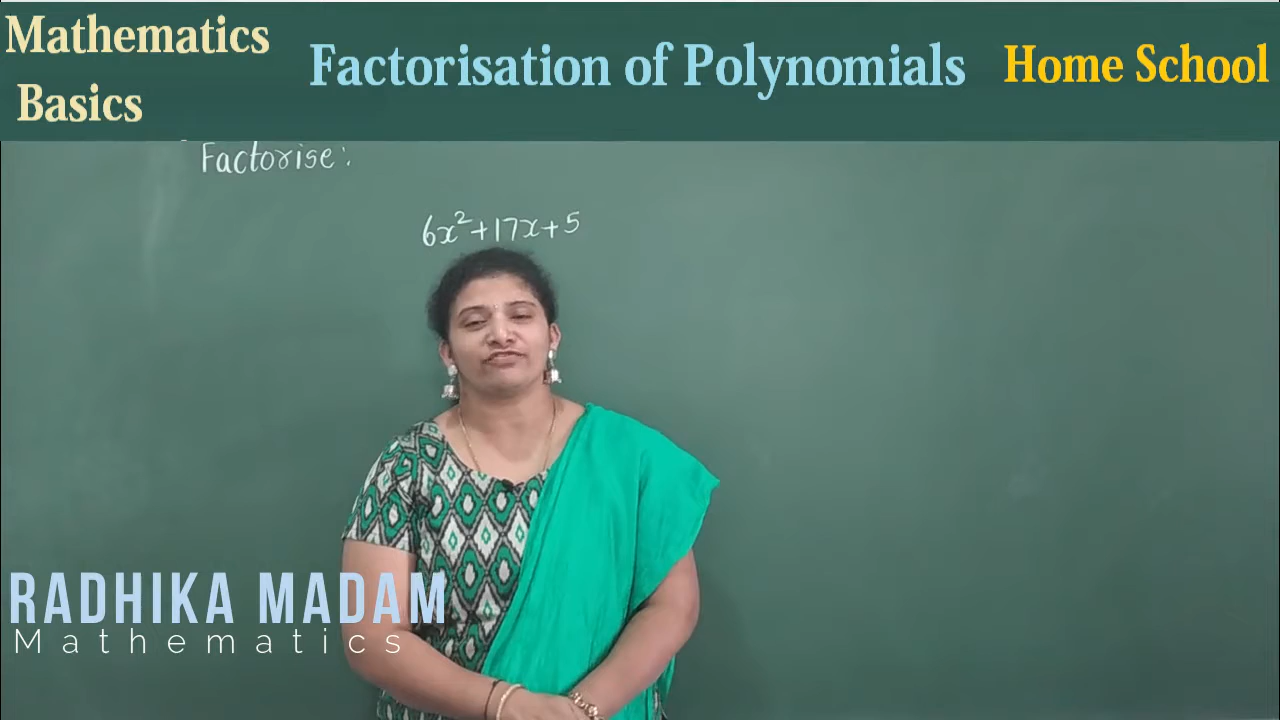 Mathematics
Basics
Factorisation of Polynomials
Home School
Factorise:
6x²+17x+5
RADHIKA MADAM
Mathematics